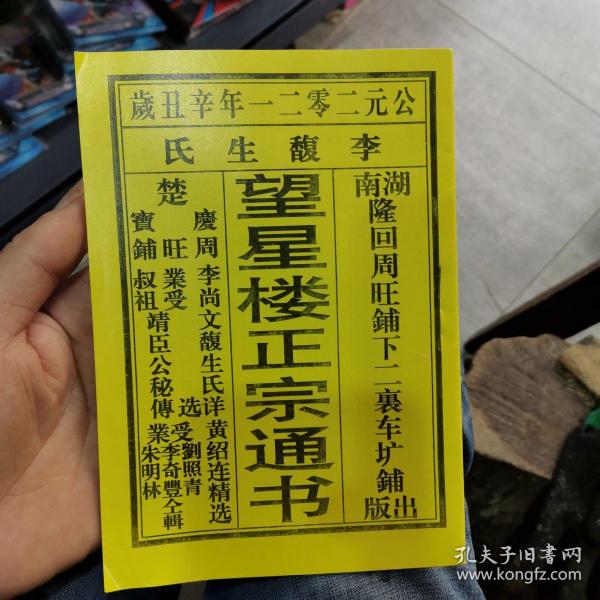 公元二零二一年辛丑歲
李馥生氏
湖南隆回周旺鋪下二裏车圹鋪出版
望星楼正宗通书
楚
慶周
旺
寶鋪
李尚文馥生氏详选
業受
叔祖靖臣公秘傳
黄绍连精选
受劉照青
業李奇豐仝輯
朱明林
孔夫子旧書网
www.kongfz.com